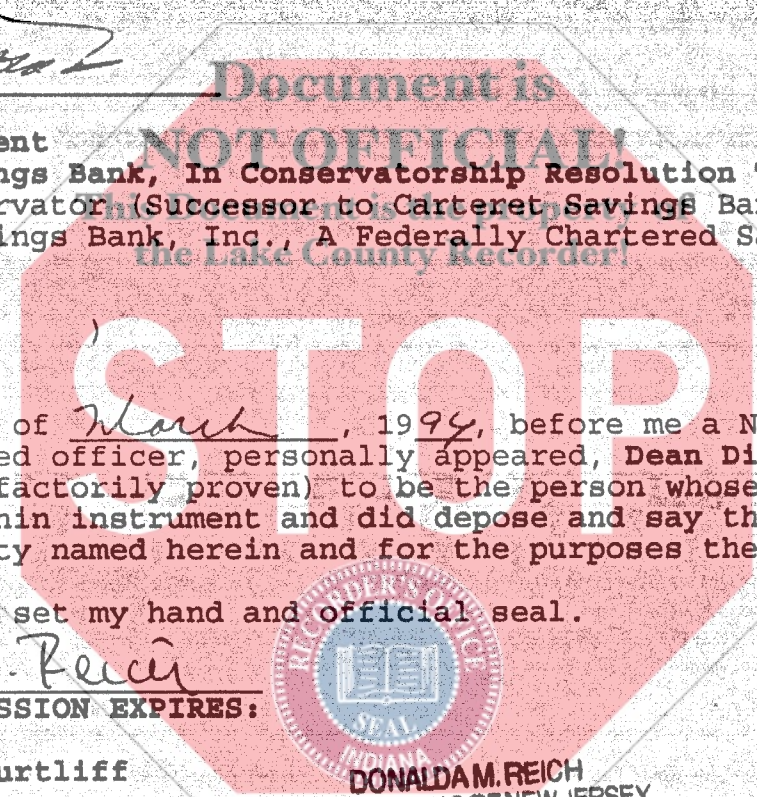 Document is
ent
NOT OFFICIAL!
ngs Bank, In Conservatorship Resolution
rvator (Successor to Carteret Savings Ba
This Document is the property of
ings Bank, Inc., A Federally Chartered S
the Lake County Recorder!
STOP
of March, 1994, before me a N
ed officer, personally appeared, Dean Di
factorily proven) to be the person whose
hin instrument and did depose and say th
ty named herein and for the purposes the
set my hand and official seal.
RECORDER'S OFFICE
SEAL
INDIANA
. Reich
SSION EXPIRES:
urtliff
DONALDA M. REICH
NEW JERSEY